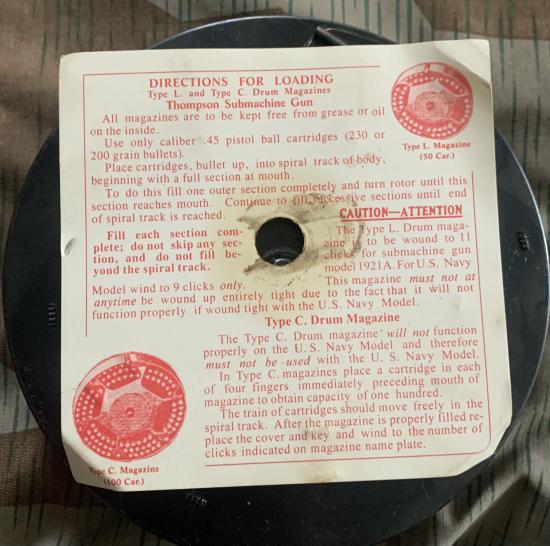 DIRECTIONS FOR LOADING
Type L. and Type C. Drum Magazines
Thompson Submachine Gun
All magazines are to be kept free from grease or oil
on the inside.
Use only caliber .45 pistol ball cartridges (230 or
200 grain bullets).
Place cartridges, bullet up, into spiral track of body,
beginning with a full section at mouth.
To do this fill one outer section completely and turn rotor until this
section reaches mouth. Continue to fill successive sections until end
of spiral track is reached.
Type L. Magazine
(50 Car.)
Fill each section com-
plete; do not skip any sec-
tion, and do not fill be-
yond the spiral track.
Model wind to 9 clicks only.
CAUTION—ATTENTION
The Type L. Drum maga-
zine is to be wound to 11
clicks for submachine gun
model 1921A. For U.S. Navy
This magazine must not at
anytime be wound up entirely tight due to the fact that it will not
function properly if wound tight with the U.S. Navy Model.
Type C. Drum Magazine
The Type C. Drum magazine will not function
properly on the U. S. Navy Model and therefore
must not be used with the U. S. Navy Model.
In Type C. magazines place a cartridge in each
of four fingers immediately preceding mouth of
magazine to obtain capacity of one hundred.
The train of cartridges should move freely in the
spiral track. After the magazine is properly filled re-
place the cover and key and wind to the number of
clicks indicated on magazine name plate.
Type C. Magazine
(100 Car.)